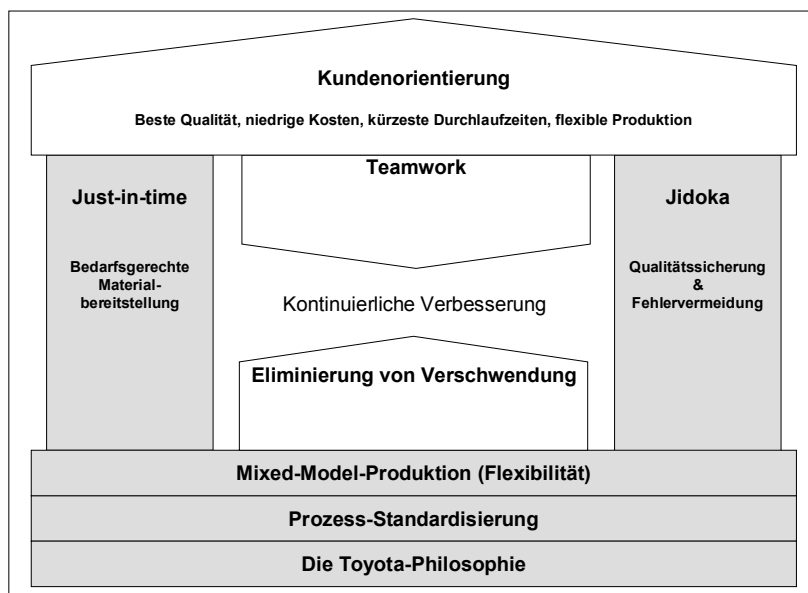 Kundenorientierung
Beste Qualität, niedrige Kosten, kürzeste Durchlaufzeiten, flexible Produktion
Just-in-time
Bedarfsgerechte
Material-
bereitstellung
Teamwork
Kontinuierliche Verbesserung
Eliminierung von Verschwendung
Jidoka
Qualitätssicherung
&
Fehlervermeidung
Mixed-Model-Produktion (Flexibilität)
Prozess-Standardisierung
Die Toyota-Philosophie